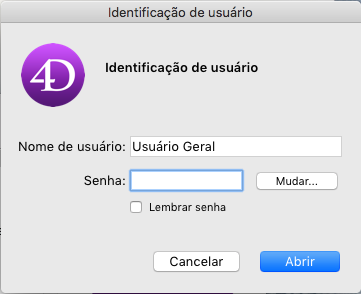 Identificação de usuário
4D
Identificação de usuário
Nome de usuário: Usuário Geral
Senha: Mudar...
Lembrar senha
Cancelar Abrir